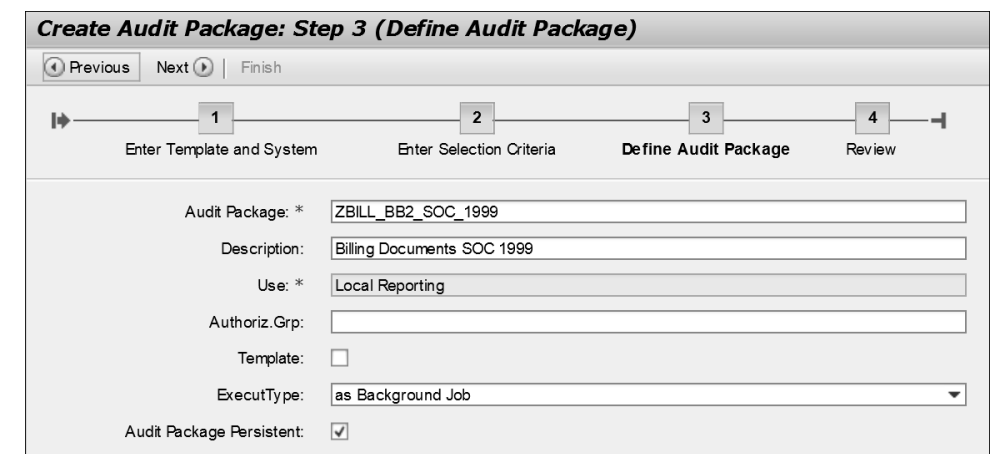 Create Audit Package: Step 3 (Define Audit Package)
Previous Next | Finish
1 2 3 4
Enter Template and System Enter Selection Criteria Define Audit Package Review
Audit Package: * ZBILL_BB2_SOC_1999
Description: Billing Documents SOC 1999
Use: * Local Reporting
Authoriz.Grp:
Template:
ExecutType: as Background Job
Audit Package Persistent: